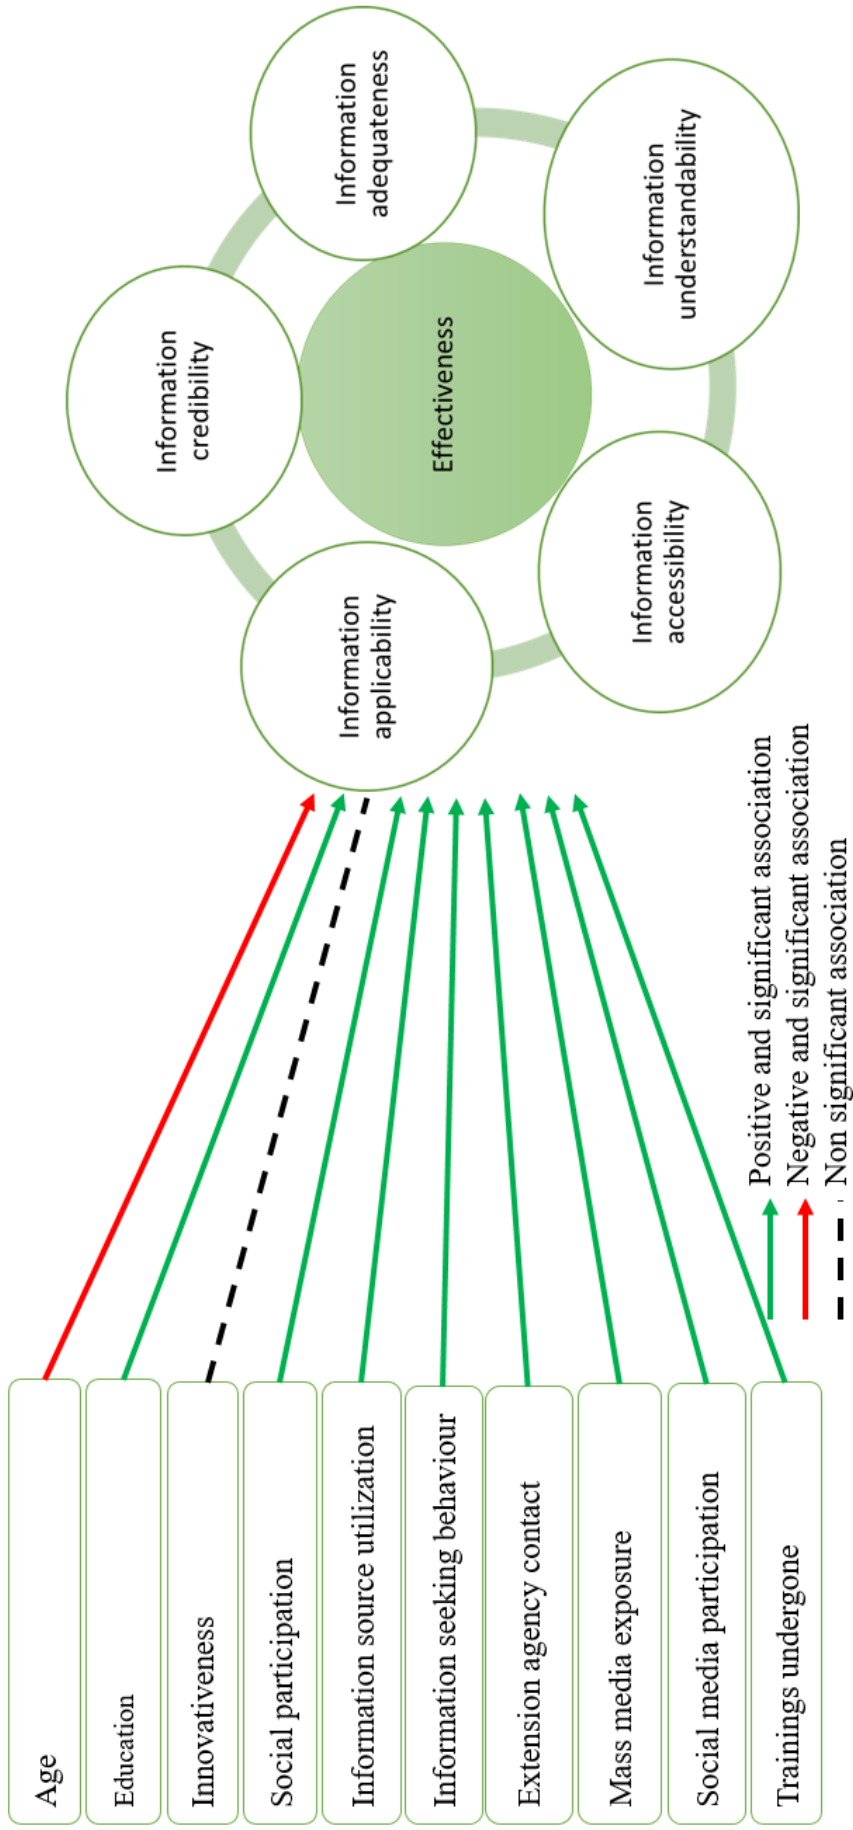 Age
Education
Innovativeness
Social participation
Information source utilization
Information seeking behaviour
Extension agency contact
Mass media exposure
Social media participation
Trainings undergone
Information
credibility
Information
adequateness
Information
applicability
Effectiveness
Information
accessibility
Information
understandability
Positive and significant association
Negative and significant association
Non significant association